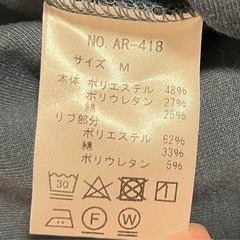 NO. AR-418
サイズ M
本体 ポリエステル 48%
ポリウレタン 27%
綿 25%
リブ部分
ポリエステル 62%
綿 33%
ポリウレタン 5%
30
F W